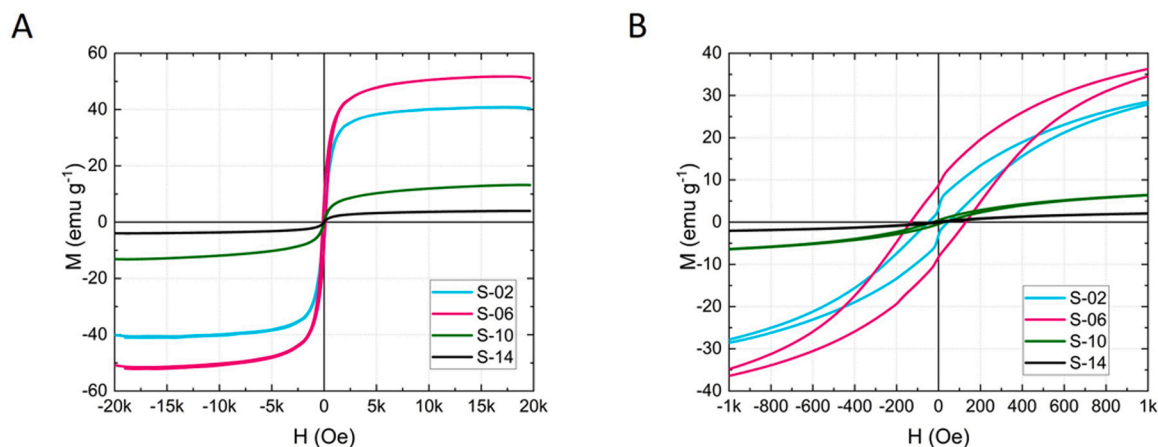 A
M (emu g-1)
60
40
20
0
-20
-40
-60
-20k -15k -10k -5k 0 5k 10k 15k 20k
H (Oe)
S-02
S-06
S-10
S-14
B
M (emu g-1)
40
30
20
10
0
-10
-20
-30
-40
-1k -800 -600 -400 -200 0 200 400 600 800 1k
H (Oe)
S-02
S-06
S-10
S-14